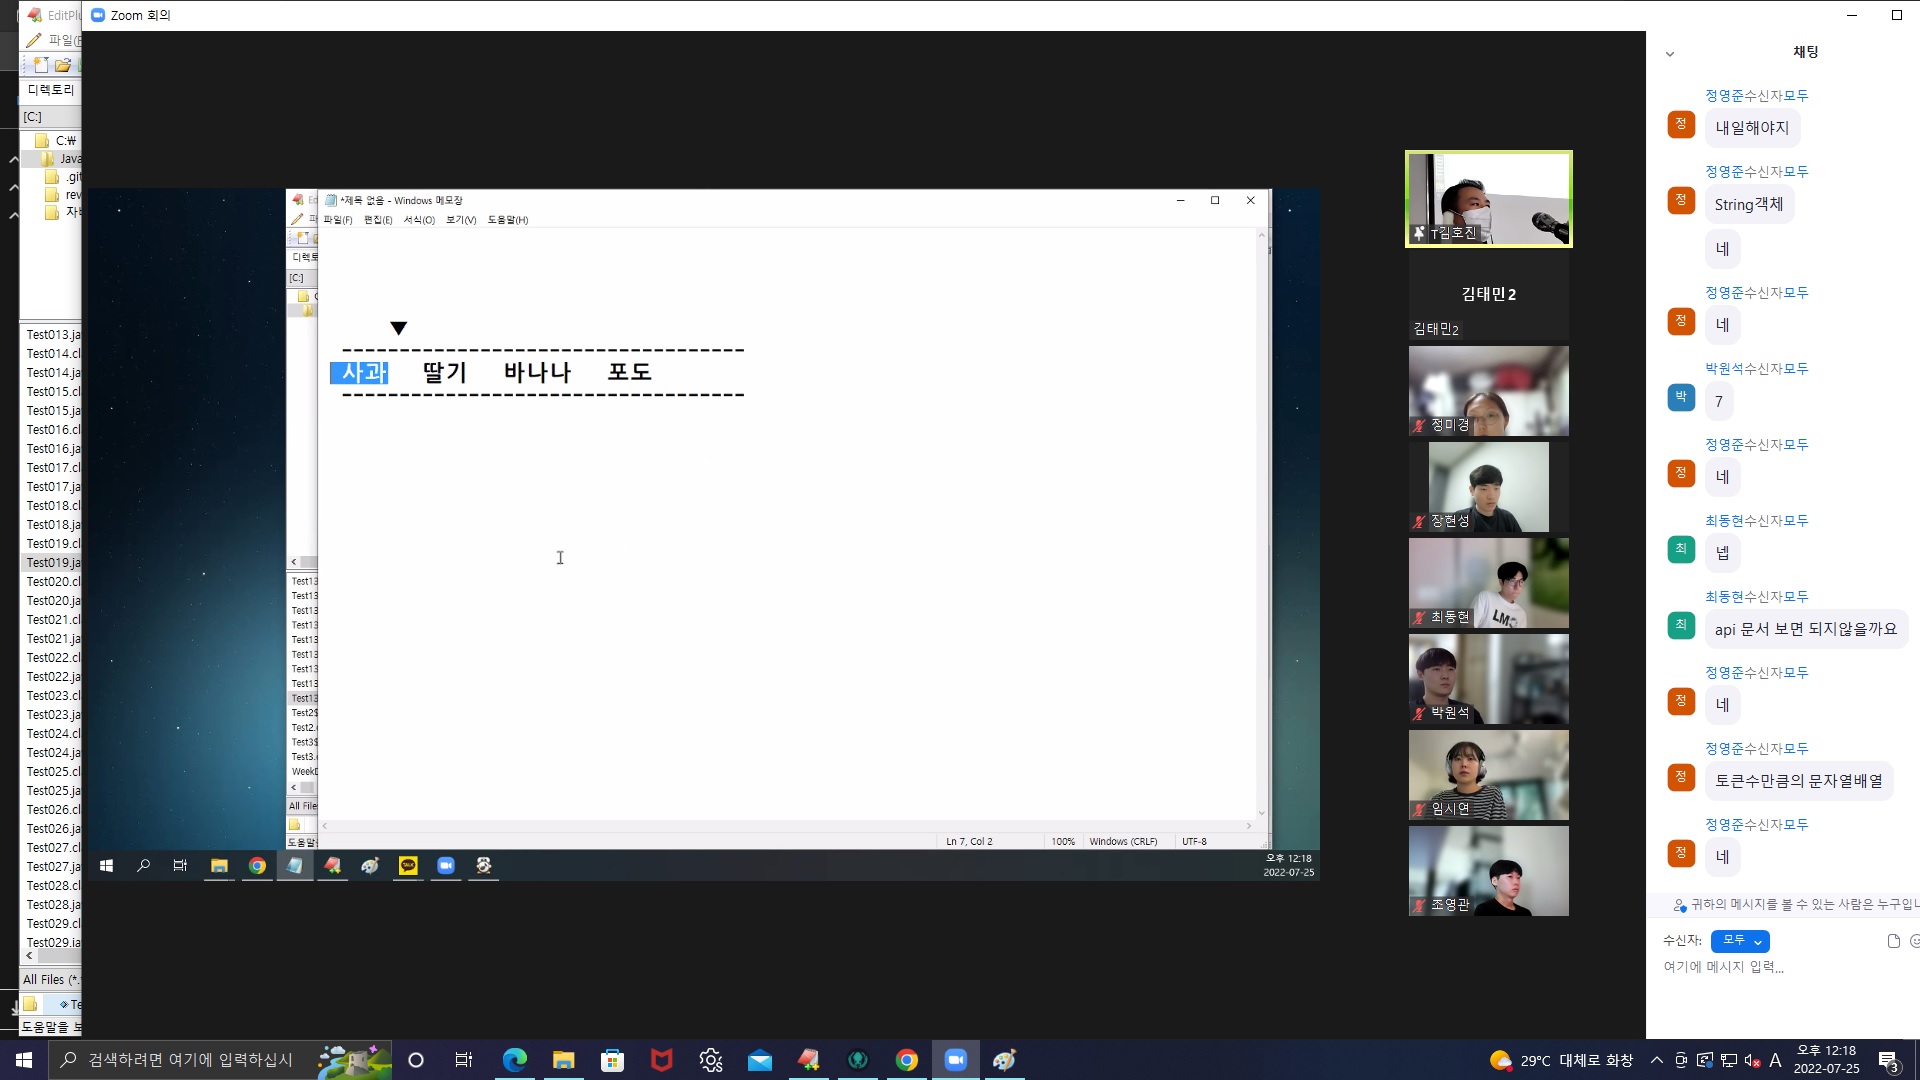 EditPlu
Zoom 회의
파일(F
디렉토리
[C:]
C:₩
Java
.git
rev
Test013.ja
Test014.cl
Test014.ja
Test015.cl
Test015.ja
Test016.cl
Test016.ja
Test017.cl
Test017.ja
Test018.cl
Test018.ja
Test019.cl
Test019.ja
Test020.cl
Test020.ja
Test021.cl
Test021.ja
Test022.cl
Test022.ja
Test023.cl
Test023.ja
Test024.cl
Test024.ja
Test025.cl
Test025.ja
Test026.cl
Test026.ja
Test027.cl
Test027.ja
Test028.cl
Test028.ja
Test029.cl
Test029.ja
All Files (*.
Te
도움말을 보
*제목 없음 - Windows 메모장
파일(F) 편집(E) 서식(O) 보기(V) 도움말(H)
디렉토
[C:]
▼
-----------------------------------
사과 딸기 바나나 포도
-----------------------------------
Test13
Test13
Test13
Test13
Test13
Test13
Test13
Test13
Test13
Test2$
Test2.
Test3$
Test3.
WeekD
All File
도움말
Ln 7, Col 2 100% Windows (CRLF) UTF-8
TALK
오후 12:18
2022-07-25
T김호진
김태민2
김태민2
정미경
장현성
최동현
박원석
임시연
조영관
채팅
정영준수신자모두
정
내일해야지
정영준수신자모두
정
String객체
네
정영준수신자모두
정
네
박원석수신자모두
박
7
정영준수신자모두
정
네
최동현수신자모두
최
넵
최동현수신자모두
최
api 문서 보면 되지않을까요
정영준수신자모두
정
네
정영준수신자모두
정
토큰수만큼의 문자열배열
정영준수신자모두
정
네
귀하의 메시지를 볼 수 있는 사람은 누구입니
수신자: 모두
여기에 메시지 입력...
검색하려면 여기에 입력하십시
29°C 대체로 화창
A
오후 12:18
2022-07-25
3